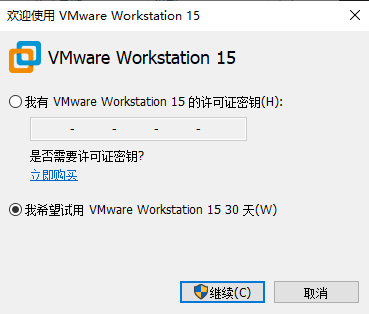 欢迎使用 VMware Workstation 15
VMware Workstation 15
我有 VMware Workstation 15 的许可证密钥(H):
- - - -
是否需要许可证密钥?
立即购买
我希望试用 VMware Workstation 15 30 天(W)
继续(C)
取消